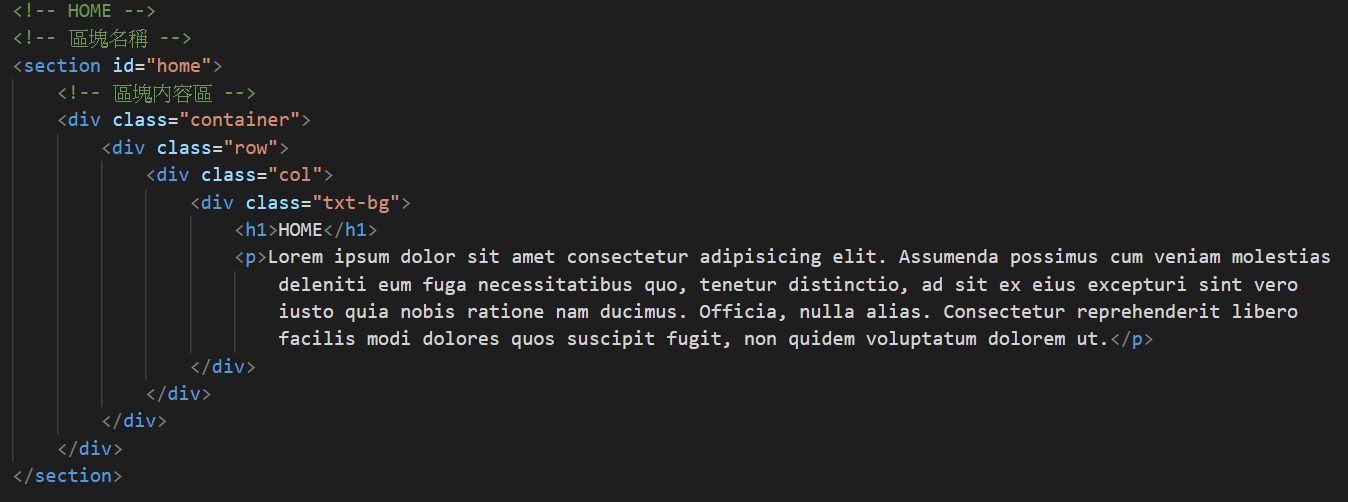 <!-- HOME -->
<!-- 區塊名稱 -->
<section id="home">
<!-- 區塊內容區 -->
<div class="container">
<div class="row">
<div class="col">
<div class="txt-bg">
<h1>HOME</h1>
<p>Lorem ipsum dolor sit amet consectetur adipisicing elit. Assumenda possimus cum veniam molestias
deleniti eum fuga necessitatibus quo, tenetur distinctio, ad sit ex eius excepturi sint vero
iusto quia nobis ratione nam ducimus. Officia, nulla alias. Consectetur reprehenderit libero
facilis modi dolores quos suscipit fugit, non quidem voluptatum dolorem ut.</p>
</div>
</div>
</div>
</div>
</section>